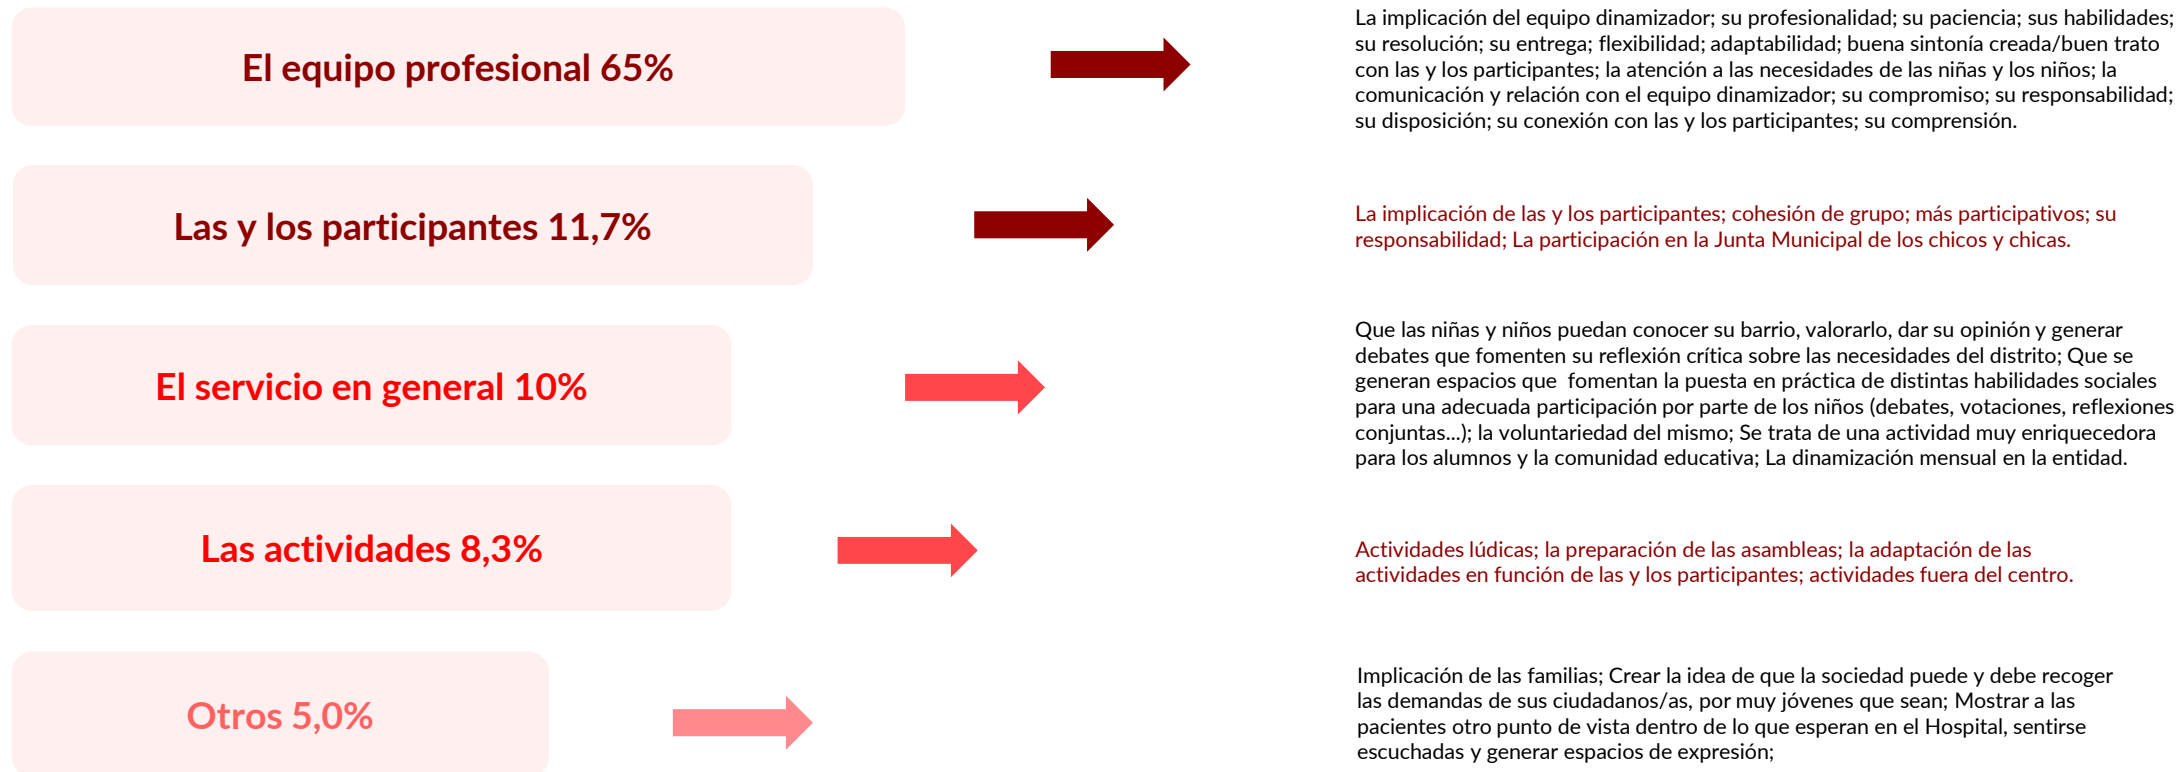 El equipo profesional 65%
La implicación del equipo dinamizador; su profesionalidad; su paciencia; sus habilidades;
su resolución; su entrega; flexibilidad; adaptabilidad; buena sintonía creada/buen trato
con las y los participantes; la atención a las necesidades de las niñas y los niños; la
comunicación y relación con el equipo dinamizador; su compromiso; su responsabilidad;
su disposición; su conexión con las y los participantes; su comprensión.
Las y los participantes 11,7%
La implicación de las y los participantes; cohesión de grupo; más participativos; su
responsabilidad; La participación en la Junta Municipal de los chicos y chicas.
El servicio en general 10%
Que las niñas y niños puedan conocer su barrio, valorarlo, dar su opinión y generar
debates que fomenten su reflexión crítica sobre las necesidades del distrito; Que se
generan espacios que  fomentan la puesta en práctica de distintas habilidades sociales
para una adecuada participación por parte de los niños (debates, votaciones, reflexiones
conjuntas...); la voluntariedad del mismo; Se trata de una actividad muy enriquecedora
para los alumnos y la comunidad educativa; La dinamización mensual en la entidad.
Las actividades 8,3%
Actividades lúdicas; la preparación de las asambleas; la adaptación de las
actividades en función de las y los participantes; actividades fuera del centro.
Otros 5,0%
Implicación de las familias; Crear la idea de que la sociedad puede y debe recoger
las demandas de sus ciudadanos/as, por muy jóvenes que sean; Mostrar a las
pacientes otro punto de vista dentro de lo que esperan en el Hospital, sentirse
escuchadas y generar espacios de expresión;